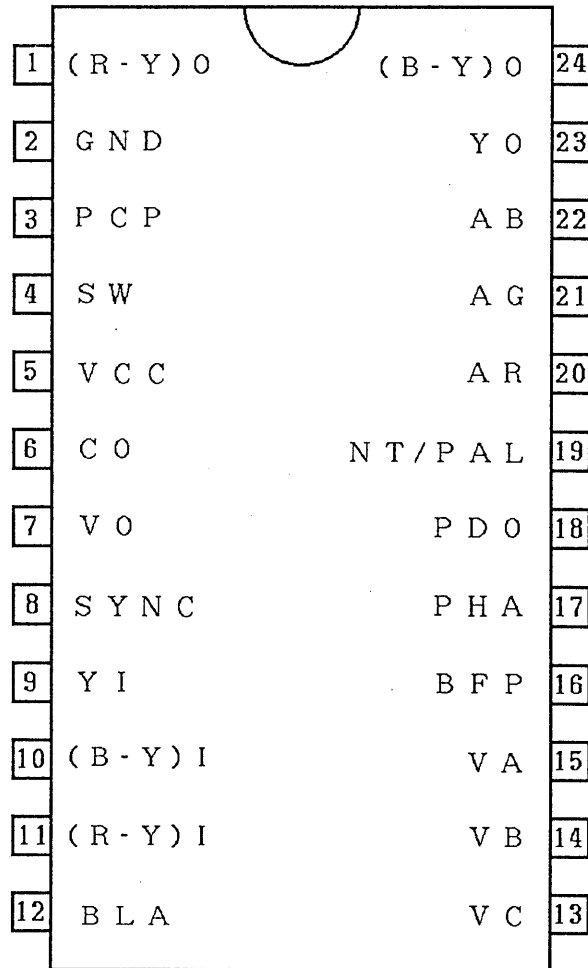 1 (R-Y)O (B-Y)O 24
2 GND YO 23
3 PCP AB 22
4 SW AG 21
5 VCC AR 20
6 CO NT/PAL 19
7 VO PDO 18
8 SYNC PHA 17
9 YI BFP 16
10 (B-Y)I VA 15
11 (R-Y)I VB 14
12 BLA VC 13